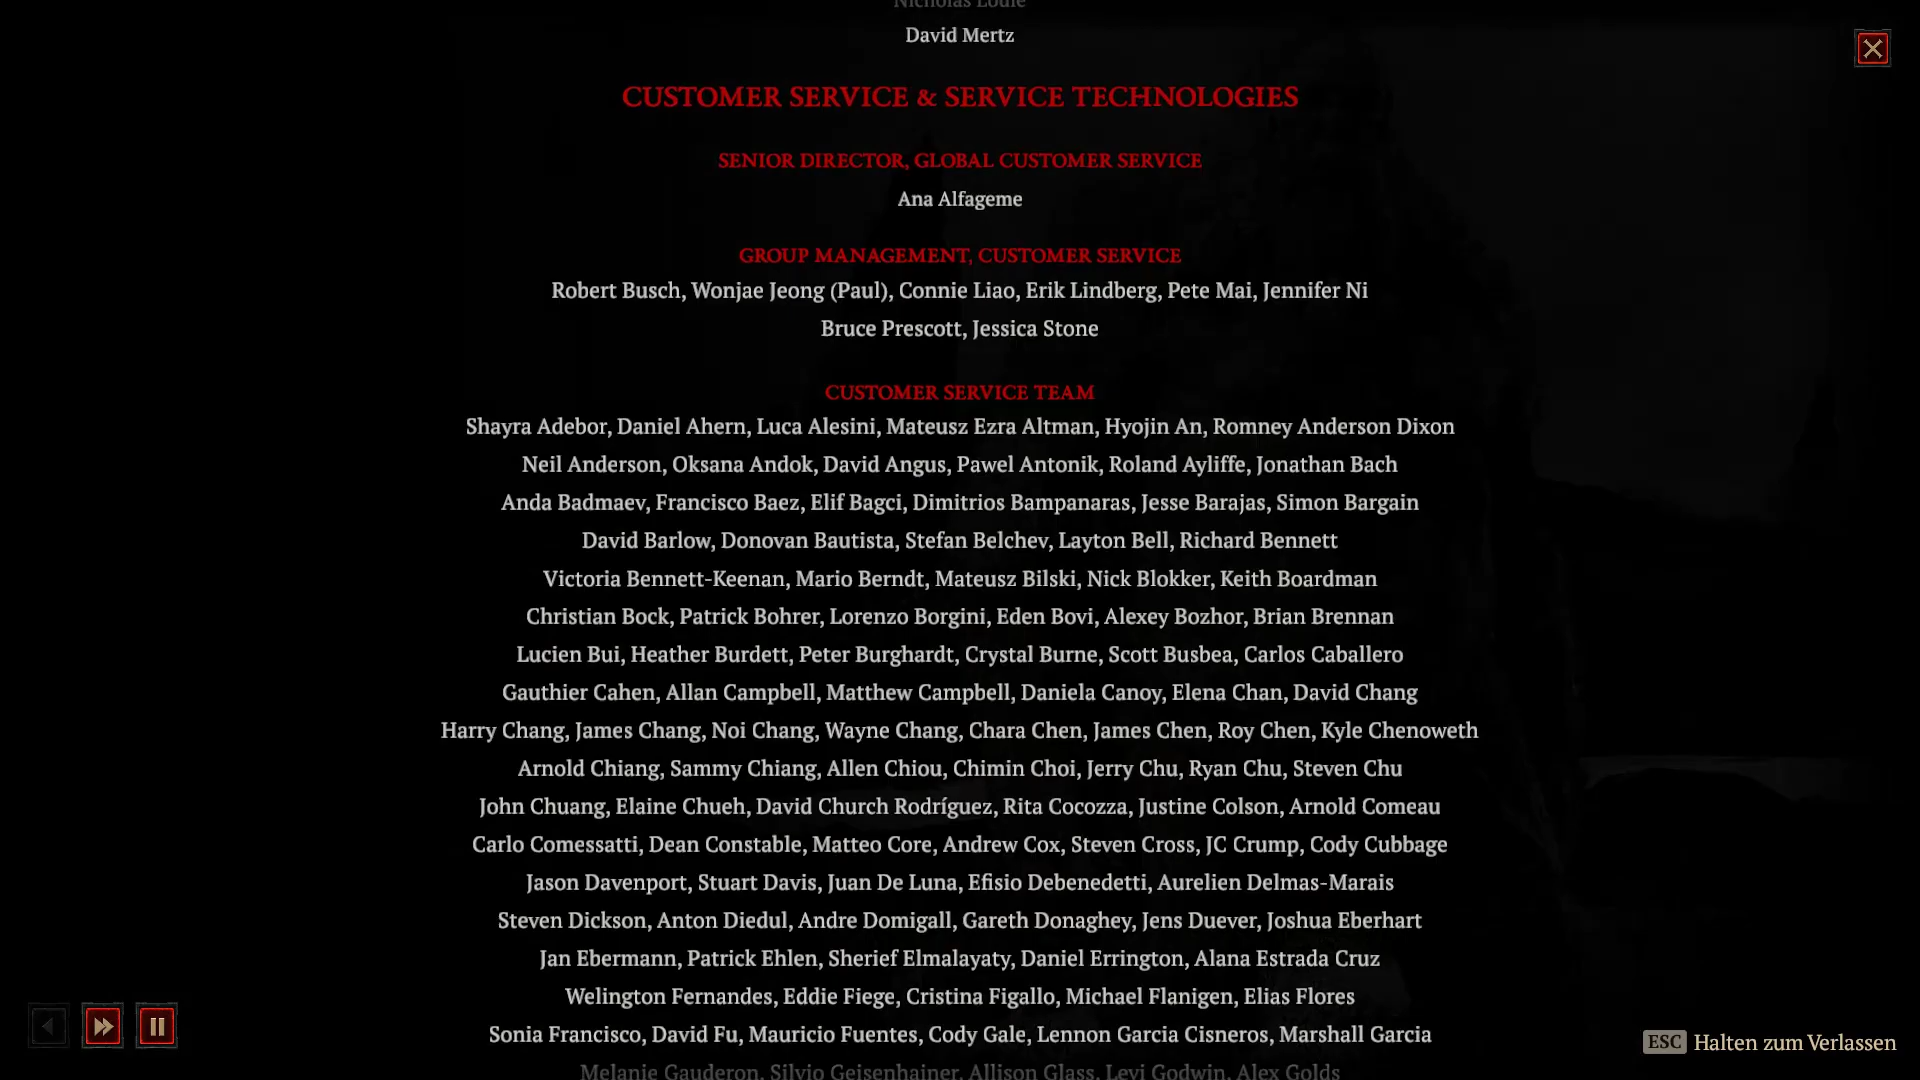 Nicholas Louie
David Mertz
CUSTOMER SERVICE & SERVICE TECHNOLOGIES
SENIOR DIRECTOR, GLOBAL CUSTOMER SERVICE
Ana Alfageme
GROUP MANAGEMENT, CUSTOMER SERVICE
Robert Busch, Wonjae Jeong (Paul), Connie Liao, Erik Lindberg, Pete Mai, Jennifer Ni
Bruce Prescott, Jessica Stone
CUSTOMER SERVICE TEAM
Shayra Adebor, Daniel Ahern, Luca Alesini, Mateusz Ezra Altman, Hyojin An, Romney Anderson Dixon
Neil Anderson, Oksana Andok, David Angus, Pawel Antonik, Roland Ayliffe, Jonathan Bach
Anda Badmaev, Francisco Baez, Elif Bagci, Dimitrios Bampanaras, Jesse Barajas, Simon Bargain
David Barlow, Donovan Bautista, Stefan Belchev, Layton Bell, Richard Bennett
Victoria Bennett-Keenan, Mario Berndt, Mateusz Bilski, Nick Blokker, Keith Boardman
Christian Bock, Patrick Bohrer, Lorenzo Borgini, Eden Bovi, Alexey Bozhor, Brian Brennan
Lucien Bui, Heather Burdett, Peter Burghardt, Crystal Burne, Scott Busbea, Carlos Caballero
Gauthier Cahen, Allan Campbell, Matthew Campbell, Daniela Canoy, Elena Chan, David Chang
Harry Chang, James Chang, Noi Chang, Wayne Chang, Chara Chen, James Chen, Roy Chen, Kyle Chenoweth
Arnold Chiang, Sammy Chiang, Allen Chiou, Chimin Choi, Jerry Chu, Ryan Chu, Steven Chu
John Chuang, Elaine Chueh, David Church Rodríguez, Rita Cocozza, Justine Colson, Arnold Comeau
Carlo Comessatti, Dean Constable, Matteo Core, Andrew Cox, Steven Cross, JC Crump, Cody Cubbage
Jason Davenport, Stuart Davis, Juan De Luna, Efisio Debenedetti, Aurelien Delmas-Marais
Steven Dickson, Anton Diedul, Andre Domigall, Gareth Donaghey, Jens Duever, Joshua Eberhart
Jan Ebermann, Patrick Ehlen, Sherief Elmalayaty, Daniel Errington, Alana Estrada Cruz
Welington Fernandes, Eddie Fiege, Cristina Figallo, Michael Flanigen, Elias Flores
Sonia Francisco, David Fu, Mauricio Fuentes, Cody Gale, Lennon Garcia Cisneros, Marshall Garcia
Melanie Gauderon, Silvio Geisenhainer, Allison Glass, Levi Godwin, Alex Golds
ESC Halten zum Verlassen